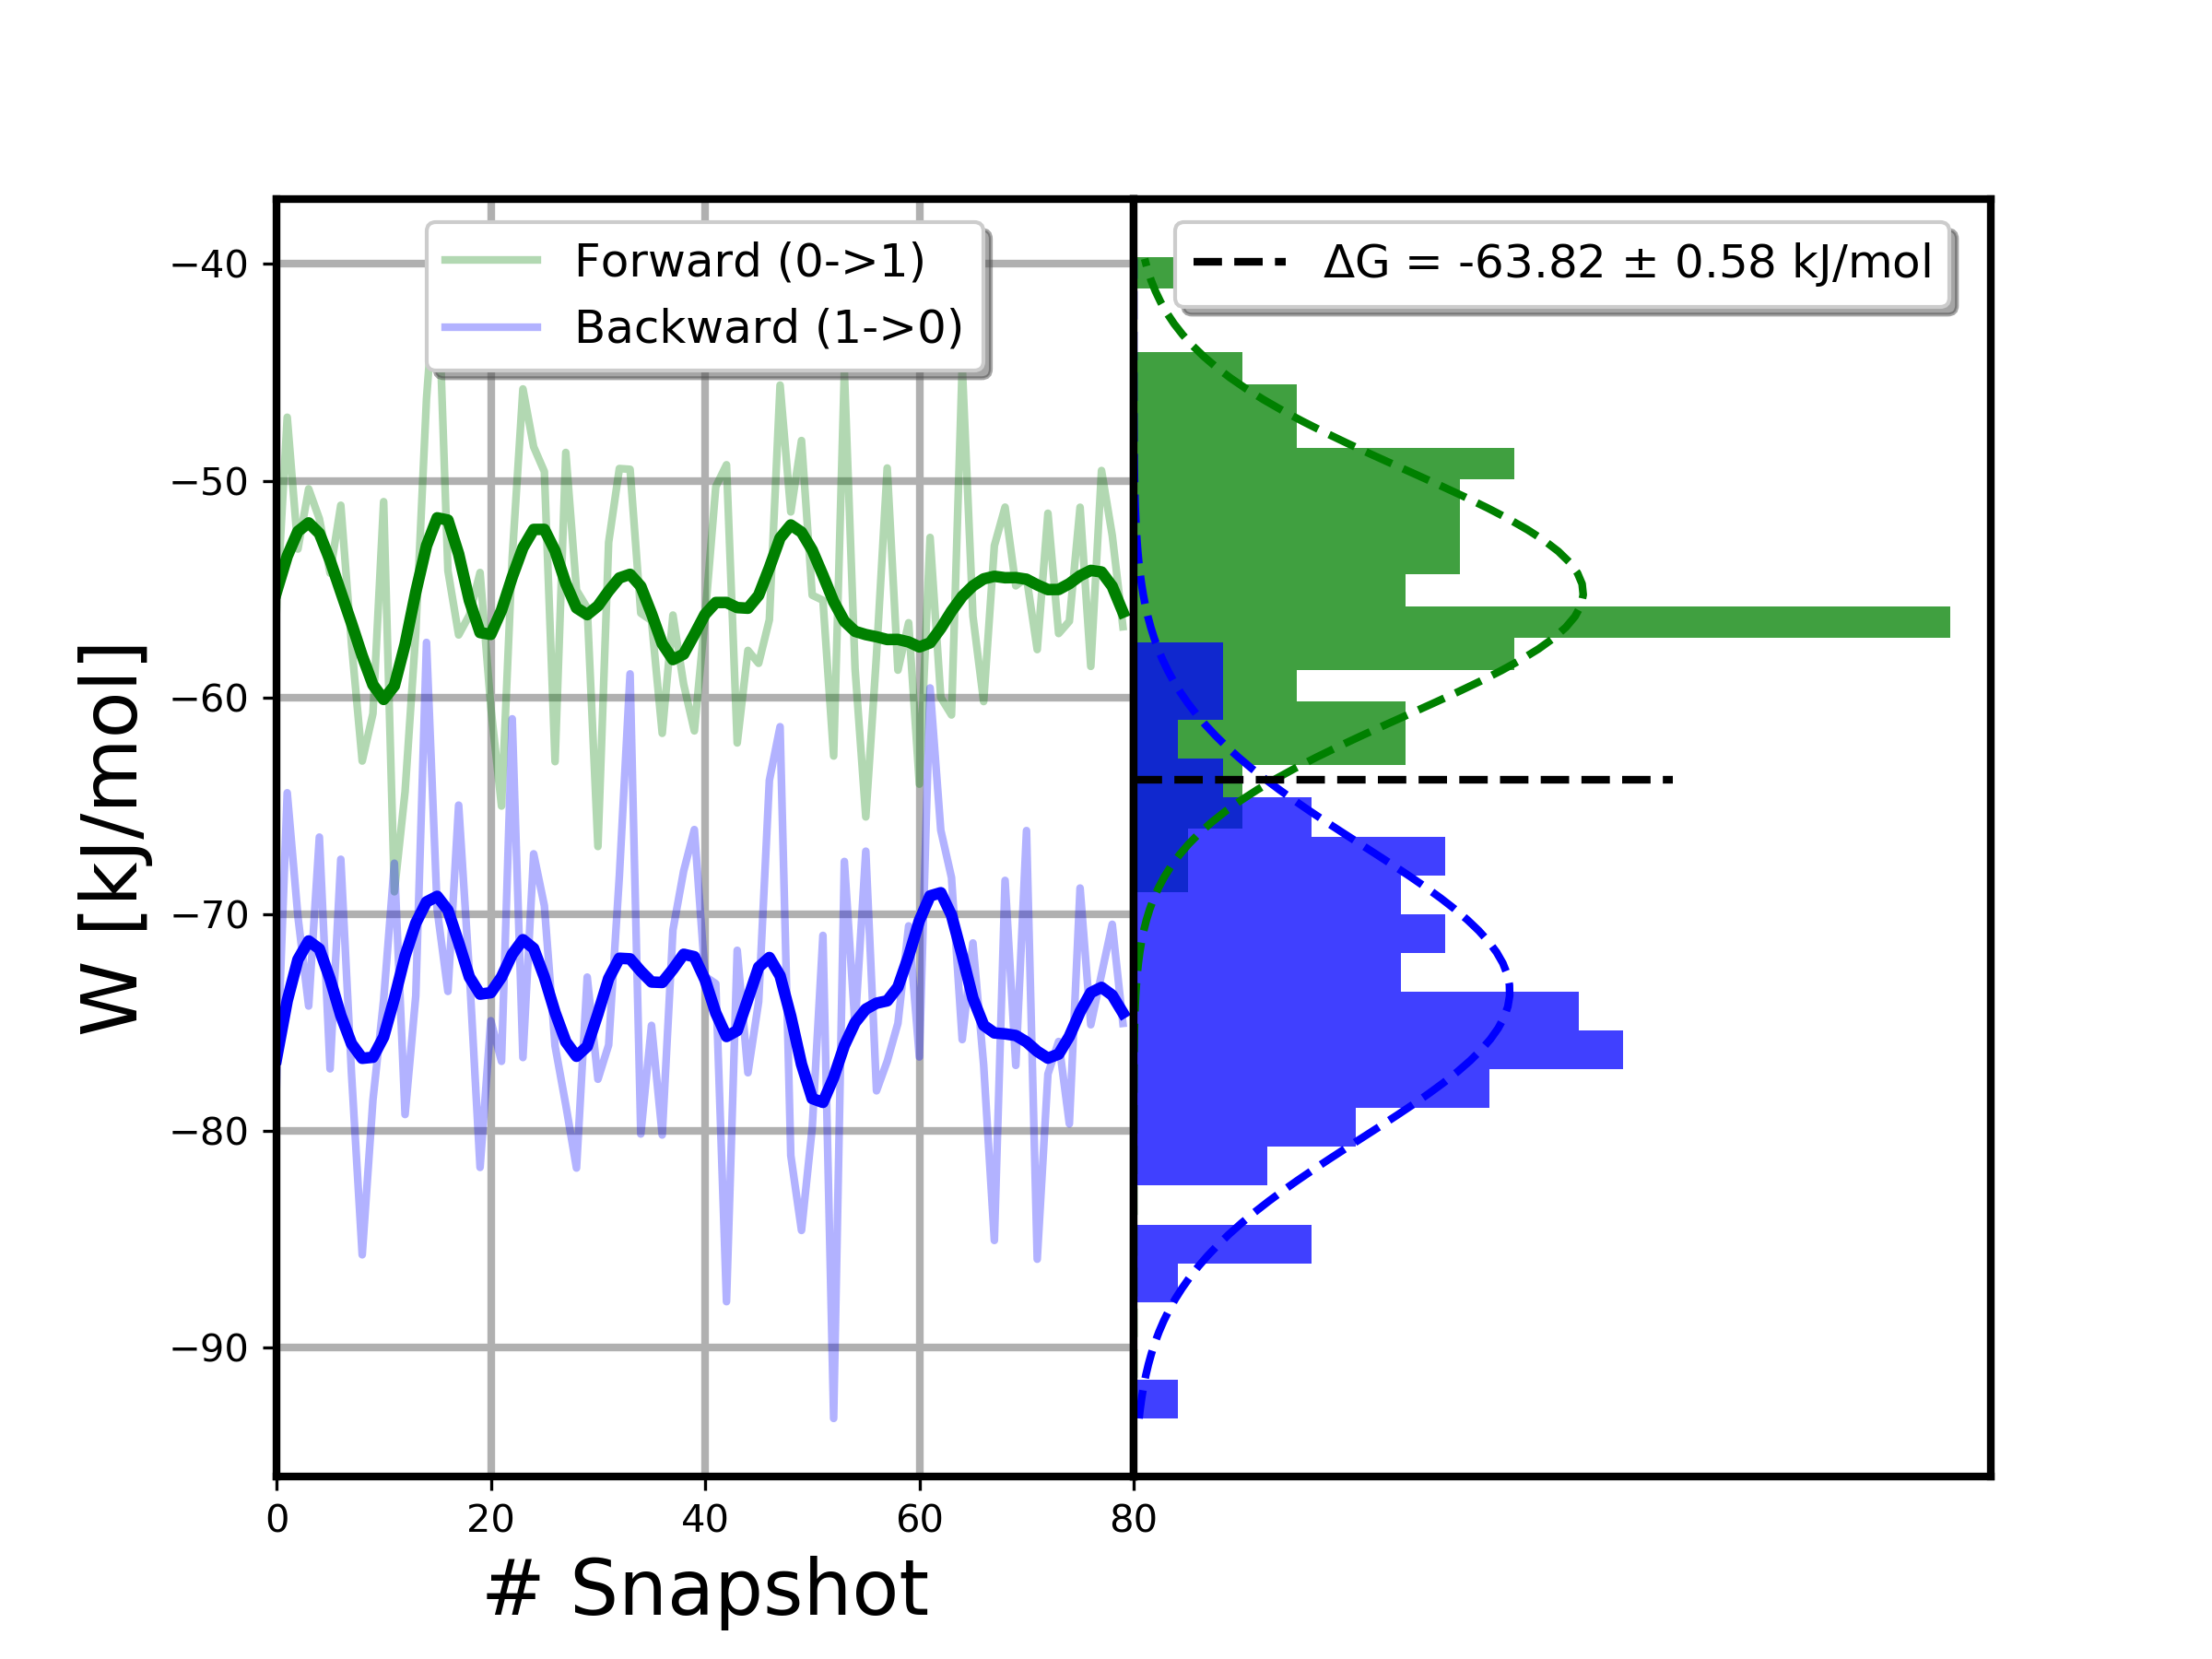 Forward (0->1)
Backward (1->0)
ΔG = -63.82 ± 0.58 kJ/mol
−40
−50
−60
−70
−80
−90
W [kJ/mol]
0 20 40 60 80
# Snapshot